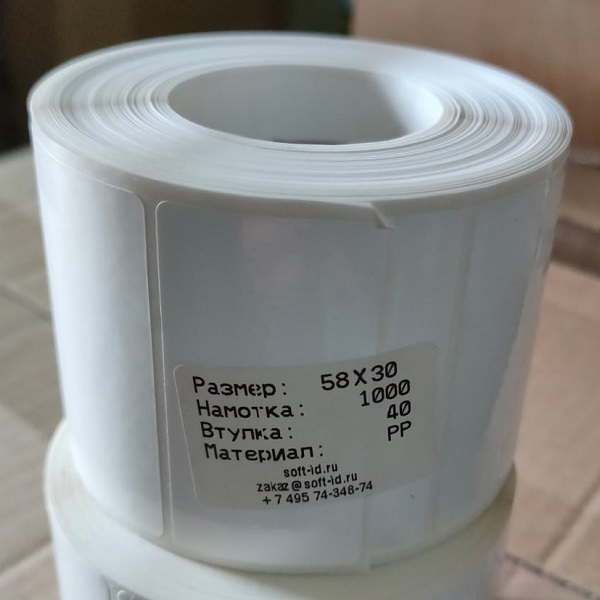 Размер: 58X30
Намотка: 1000
Втулка: 40
Материал: PP
soft-id.ru
zakaz@soft-id.ru
+7 495 74-348-74